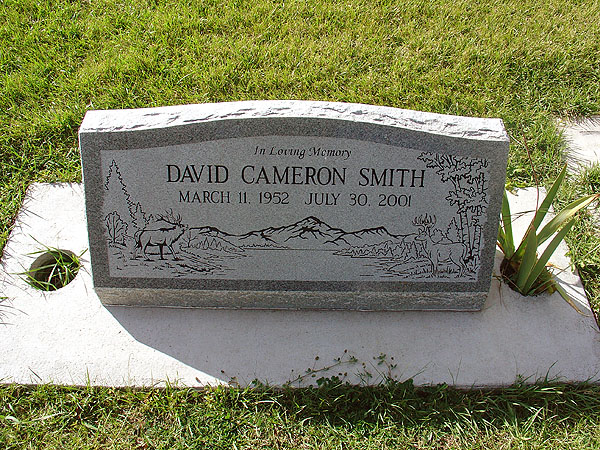 In Loving Memory
DAVID CAMERON SMITH
MARCH 11, 1952 JULY 30, 2001